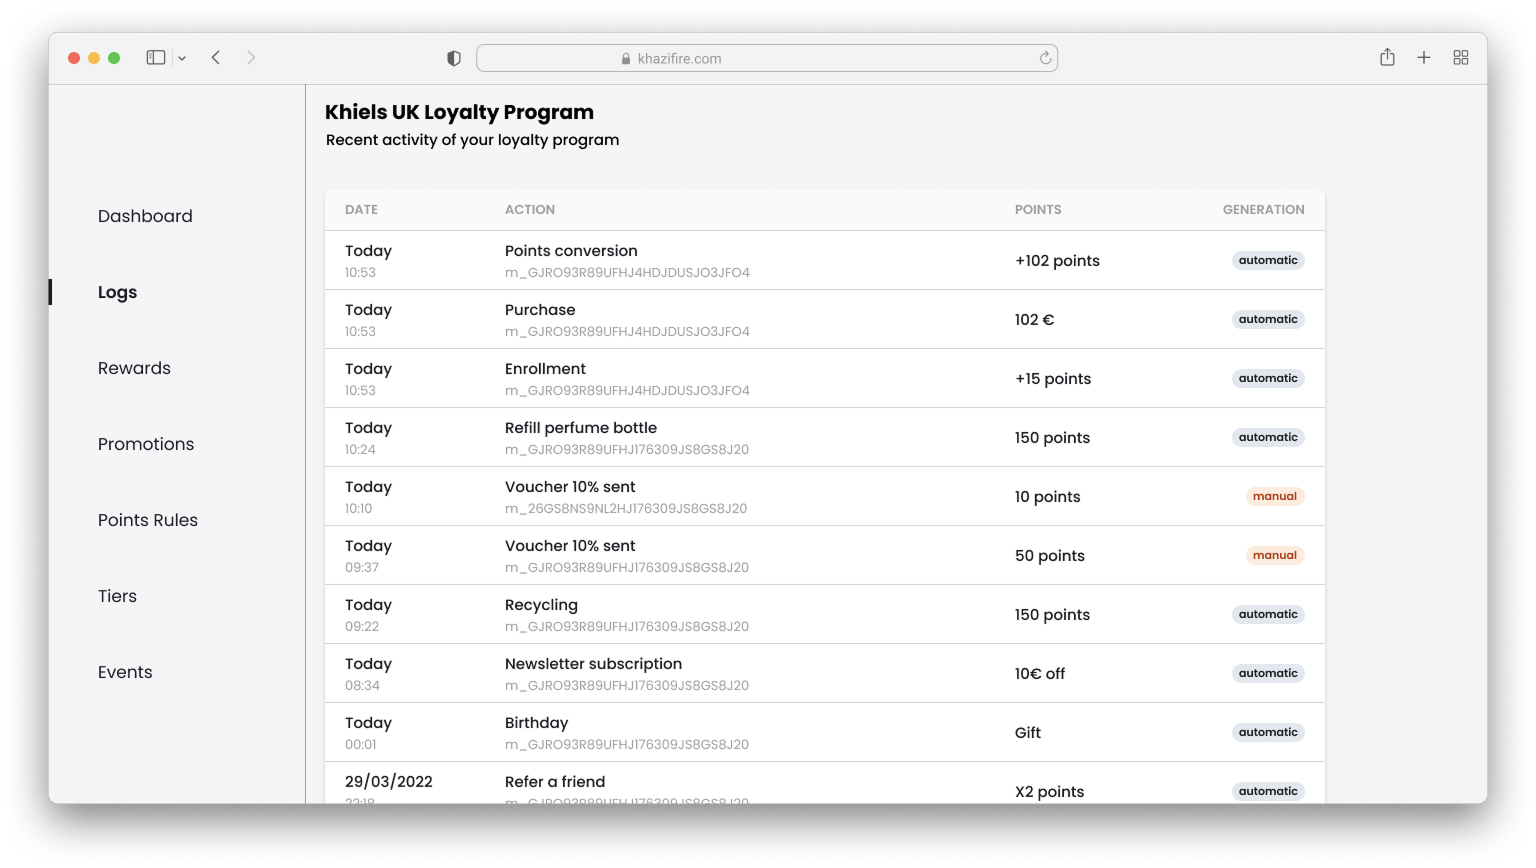 khazifire.com
Khiels UK Loyalty Program
Recent activity of your loyalty program
Dashboard
Logs
Rewards
Promotions
Points Rules
Tiers
Events
DATE ACTION POINTS GENERATION
Today Points conversion +102 points automatic
10:53 m_GJRO93R89UFHJ4HDJDUSJO3JFO4
Today Purchase 102 € automatic
10:53 m_GJRO93R89UFHJ4HDJDUSJO3JFO4
Today Enrollment +15 points automatic
10:53 m_GJRO93R89UFHJ4HDJDUSJO3JFO4
Today Refill perfume bottle 150 points automatic
10:24 m_GJRO93R89UFHJ176309JS8GS8J20
Today Voucher 10% sent 10 points manual
10:10 m_26GS8NS9NL2HJ176309JS8GS8J20
Today Voucher 10% sent 50 points manual
09:37 m_GJRO93R89UFHJ176309JS8GS8J20
Today Recycling 150 points automatic
09:22 m_GJRO93R89UFHJ176309JS8GS8J20
Today Newsletter subscription 10€ off automatic
08:34 m_GJRO93R89UFHJ176309JS8GS8J20
Today Birthday Gift automatic
00:01 m_GJRO93R89UFHJ176309JS8GS8J20
29/03/2022 Refer a friend X2 points automatic
22:18 m_GJRO93R89UFHJ176309JS8GS8J20